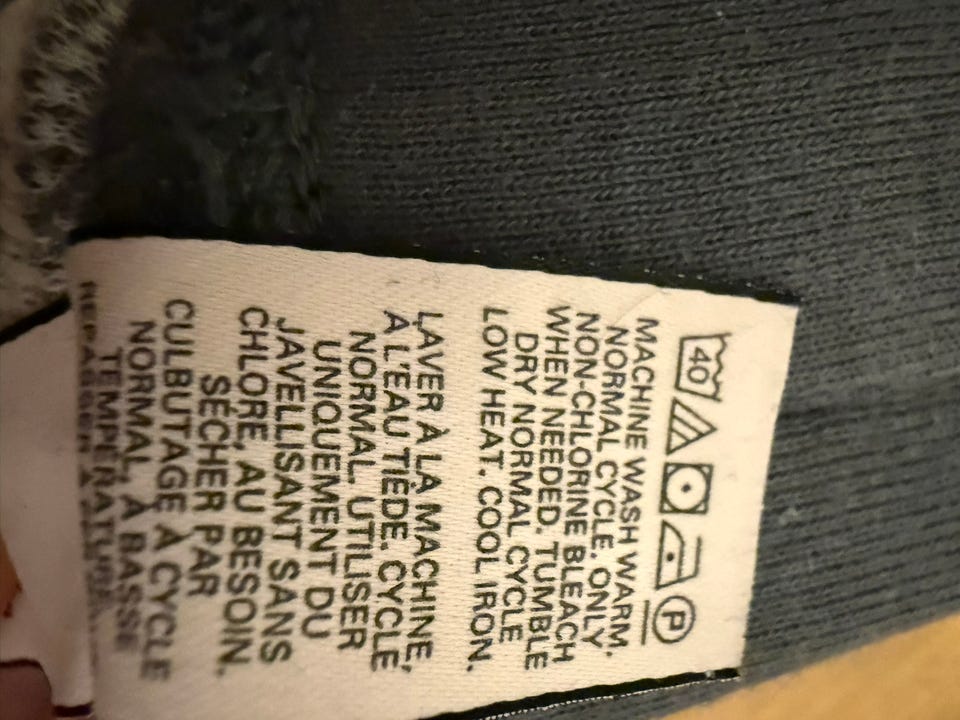 40 P
MACHINE WASH WARM,
NORMAL CYCLE. ONLY
NON-CHLORINE BLEACH
WHEN NEEDED. TUMBLE
DRY NORMAL CYCLE
LOW HEAT. COOL IRON.
LAVER À LA MACHINE,
A L'EAU TIÈDE. CYCLE
NORMAL. UTILISER
UNIQUEMENT DU
JAVELLISANT SANS
CHLORE, AU BESOIN.
SÉCHER PAR
CULBUTAGE À CYCLE
NORMAL, À BASSE
TEMPÉRATURE.
REPASSER À